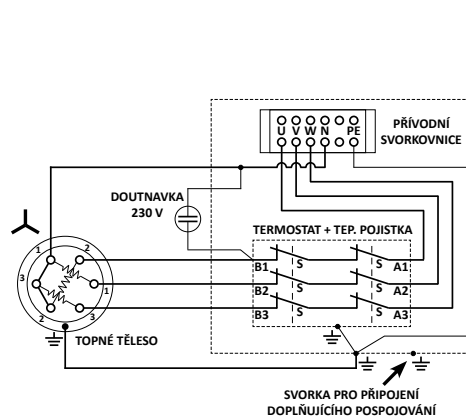 U V W N PE
PŘÍVODNÍ
SVORKOVNICE
DOUTNAVKA
230 V
TERMOSTAT + TEP. POJISTKA
B1 S S A1
B2 S S A2
B3 S S A3
1 2
3 1
2 3
TOPNÉ TĚLESO
SVORKA PRO PŘIPOJENÍ
DOPLŇUJÍCÍHO POSPOJOVÁNÍ